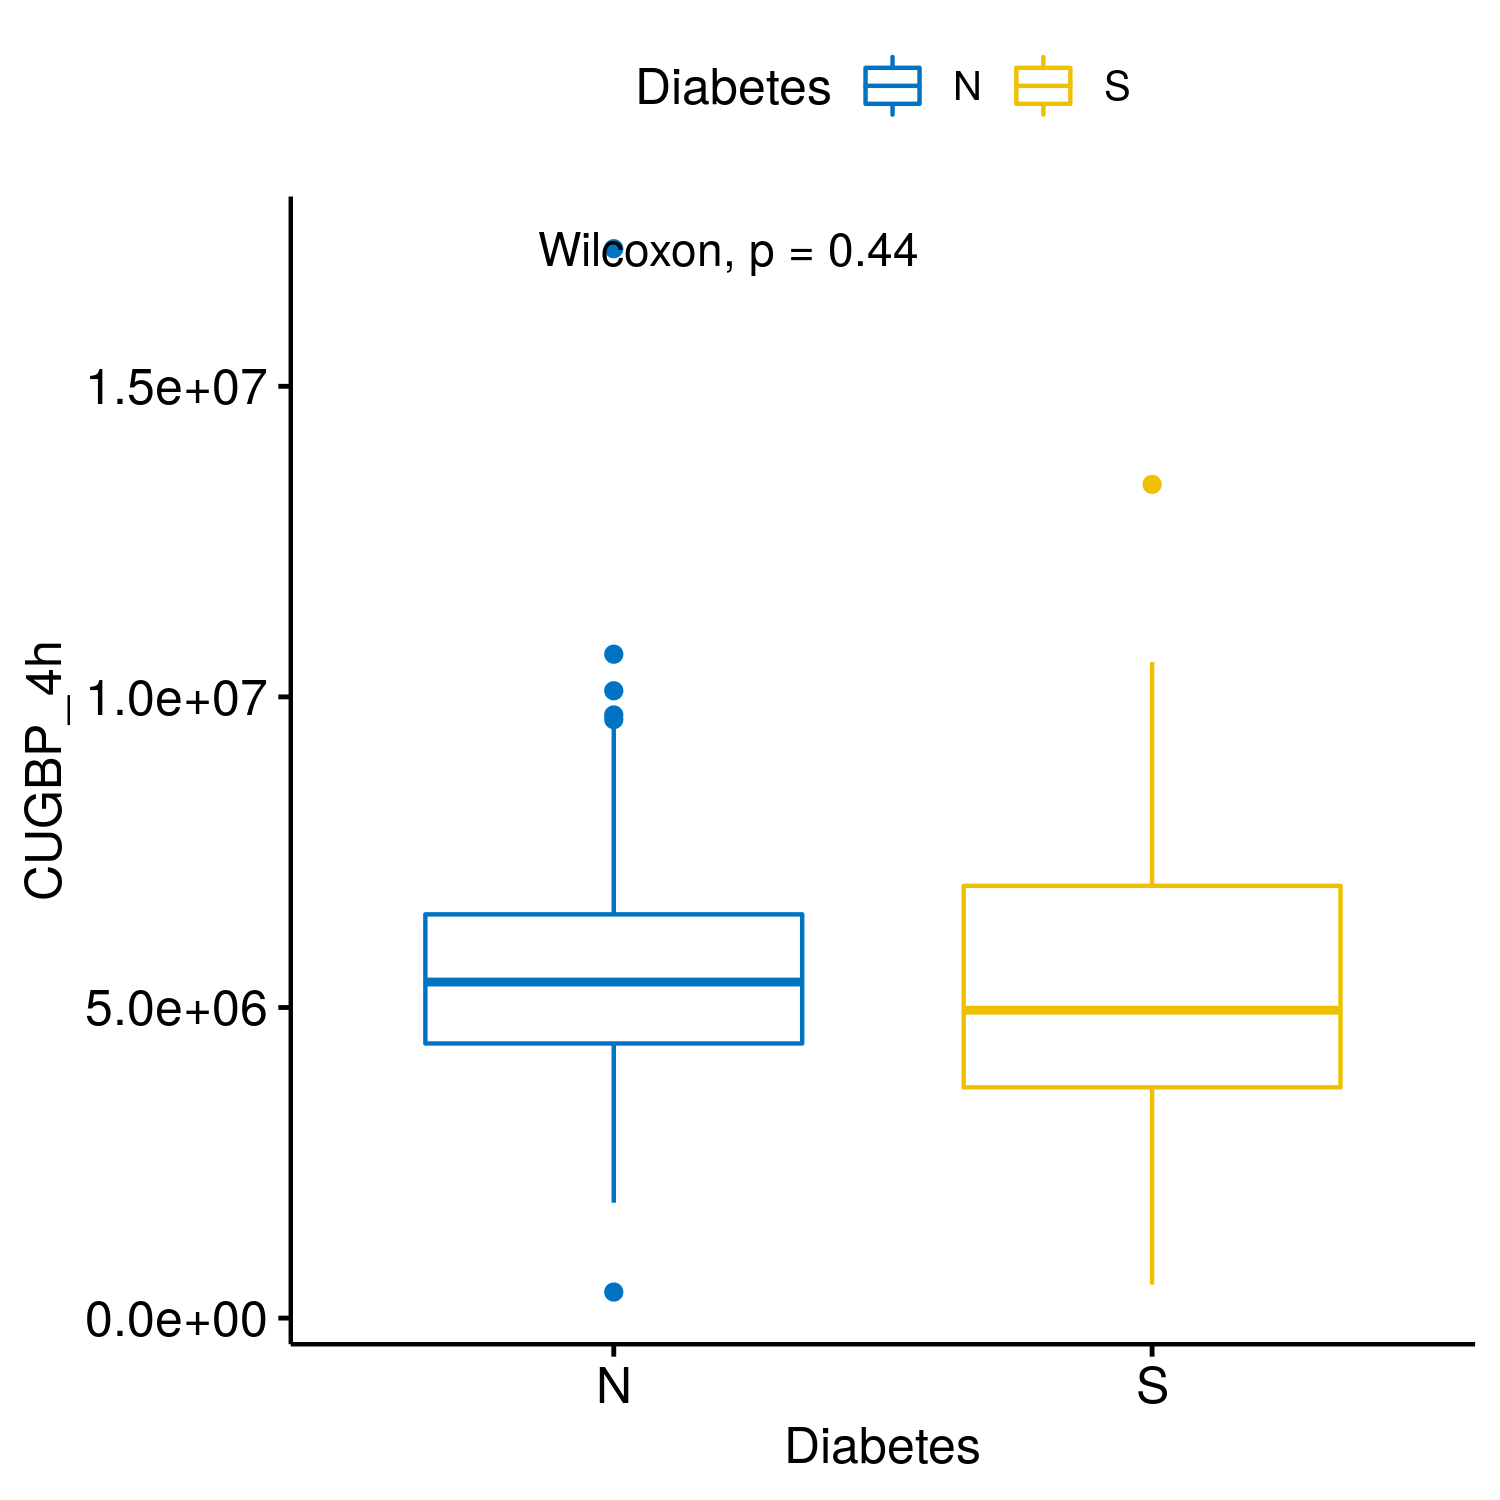 Diabetes N S
Wilcoxon, p = 0.44
1.5e+07
1.0e+07
5.0e+06
0.0e+00
CUGBP_4h
N S
Diabetes